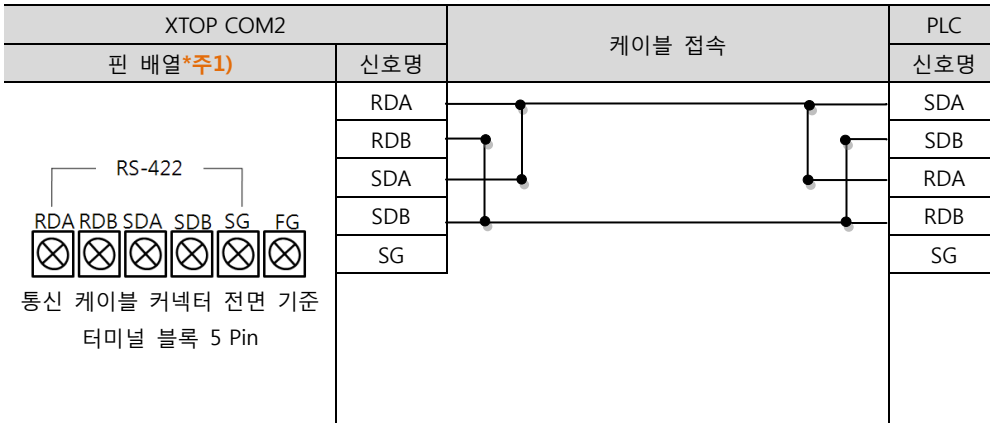 XTOP COM2 케이블 접속 PLC
핀 배열*주1) 신호명 신호명
RDA SDA
RDB SDB
SDA RDA
SDB RDB
SG SG
RS-422
RDA RDB SDA SDB SG FG
통신 케이블 커넥터 전면 기준
터미널 블록 5 Pin